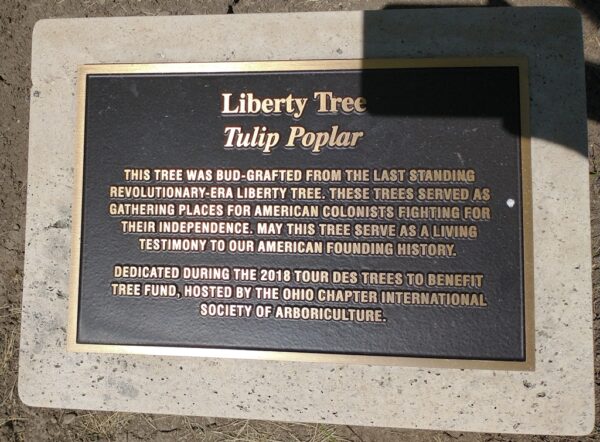 Liberty Tree
Tulip Poplar
THIS TREE WAS BUD-GRAFTED FROM THE LAST STANDING
REVOLUTIONARY-ERA LIBERTY TREE. THESE TREES SERVED AS
GATHERING PLACES FOR AMERICAN COLONISTS FIGHTING FOR
THEIR INDEPENDENCE. MAY THIS TREE SERVE AS A LIVING
TESTIMONY TO OUR AMERICAN FOUNDING HISTORY.
DEDICATED DURING THE 2018 TOUR DES TREES TO BENEFIT
TREE FUND, HOSTED BY THE OHIO CHAPTER INTERNATIONAL
SOCIETY OF ARBORICULTURE.